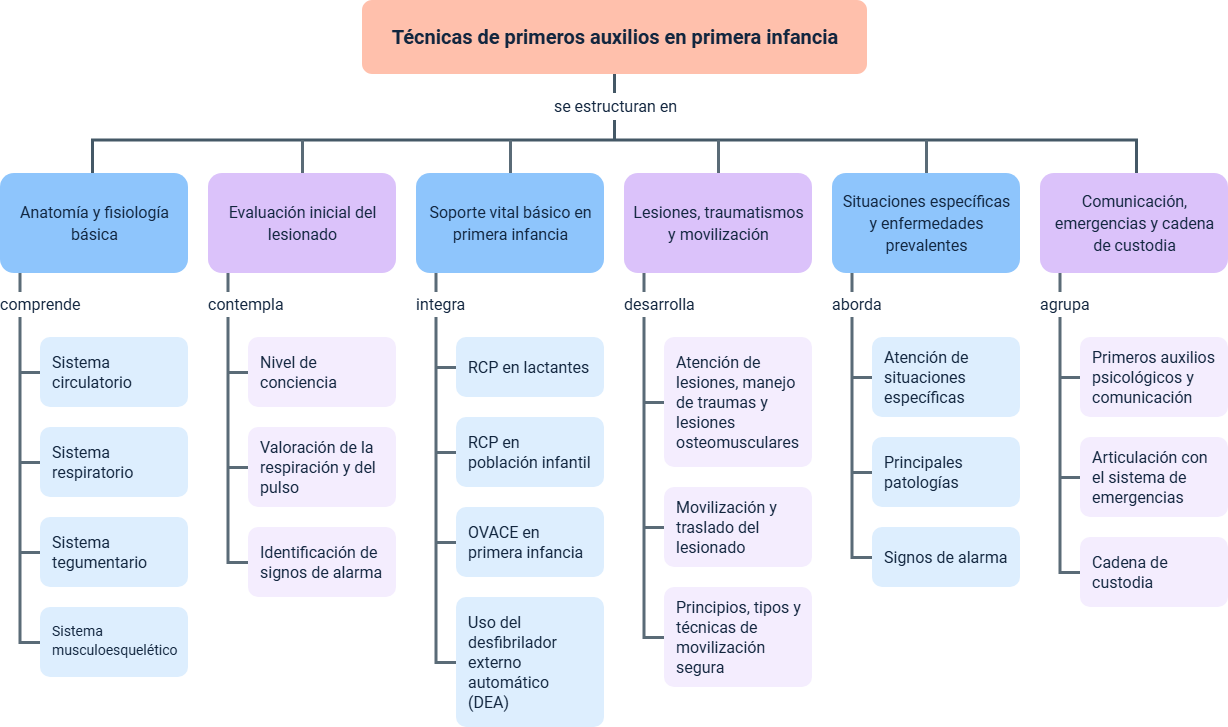 Técnicas de primeros auxilios en primera infancia
se estructuran en
Anatomía y fisiología
básica
comprende
Sistema
circulatorio
Sistema
respiratorio
Sistema
tegumentario
Sistema
musculoesquelético
Evaluación inicial del
lesionado
contempla
Nivel de
conciencia
Valoración de la
respiración y del
pulso
Identificación de
signos de alarma
Soporte vital básico en
primera infancia
integra
RCP en lactantes
RCP en
población infantil
OVACE en
primera infancia
Uso del
desfibrilador
externo
automático
(DEA)
Lesiones, traumatismos
y movilización
desarrolla
Atención de
lesiones, manejo
de traumas y
lesiones
osteomusculares
Movilización y
traslado del
lesionado
Principios, tipos y
técnicas de
movilización
segura
Situaciones específicas
y enfermedades
prevalentes
aborda
Atención de
situaciones
específicas
Principales
patologías
Signos de alarma
Comunicación,
emergencias y cadena
de custodia
agrupa
Primeros auxilios
psicológicos y
comunicación
Articulación con
el sistema de
emergencias
Cadena de
custodia